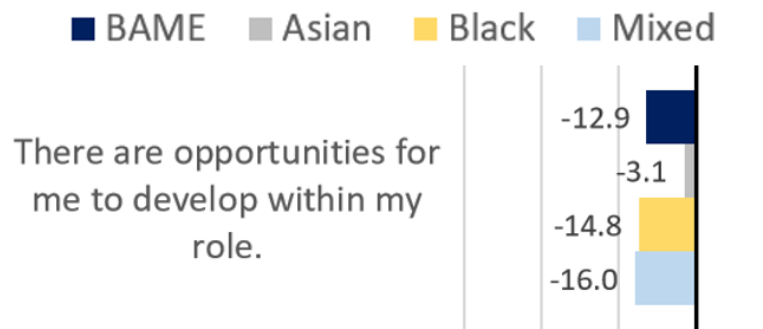 BAME Asian Black Mixed
There are opportunities for
me to develop within my
role.
-12.9
-3.1
-14.8
-16.0